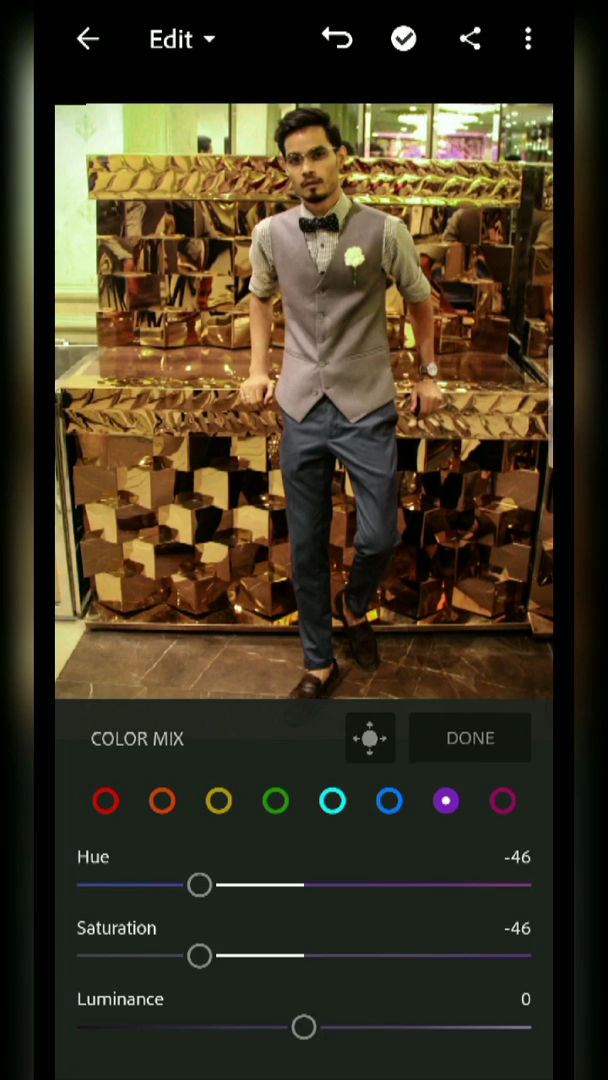 Edit
COLOR MIX
DONE
Hue -46
Saturation -46
Luminance 0